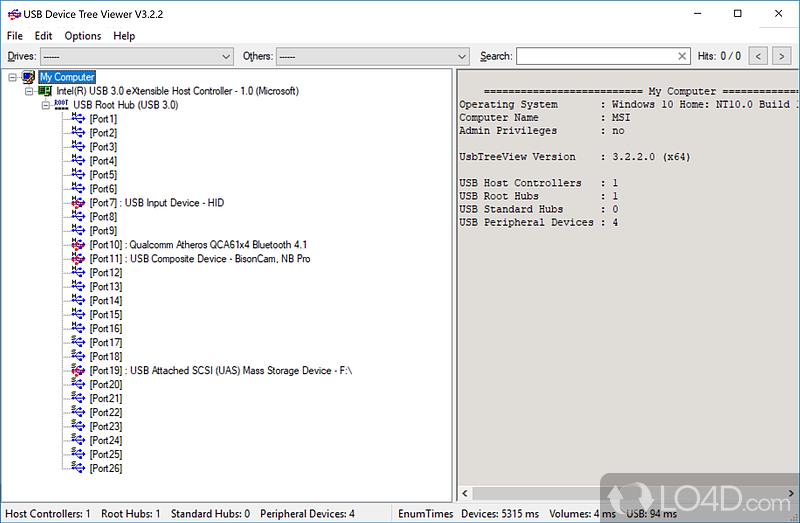 USB Device Tree Viewer V3.2.2
File Edit Options Help
Drives: ------ Others: ------ Search: Hits: 0 / 0 < >
My Computer
Intel(R) USB 3.0 eXtensible Host Controller - 1.0 (Microsoft)
ROOT USB Root Hub (USB 3.0)
[Port1]
[Port2]
[Port3]
[Port4]
[Port5]
[Port6]
[Port7] : USB Input Device - HID
[Port8]
[Port9]
[Port10] : Qualcomm Atheros QCA61x4 Bluetooth 4.1
[Port11] : USB Composite Device - BisonCam, NB Pro
[Port12]
[Port13]
[Port14]
[Port15]
[Port16]
[Port17]
[Port18]
[Port19] : USB Attached SCSI (UAS) Mass Storage Device - F:\
[Port20]
[Port21]
[Port22]
[Port23]
[Port24]
[Port25]
[Port26]
========================= My Computer ============
Operating System : Windows 10 Home: NT10.0 Build
Computer Name : MSI
Admin Privileges : no
UsbTreeView Version : 3.2.2.0 (x64)
USB Host Controllers : 1
USB Root Hubs : 1
USB Standard Hubs : 0
USB Peripheral Devices : 4
LO4D.com
Host Controllers: 1 Root Hubs: 1 Standard Hubs: 0 Peripheral Devices: 4 EnumTimes Devices: 5315 ms Volumes: 4 ms USB: 94 ms